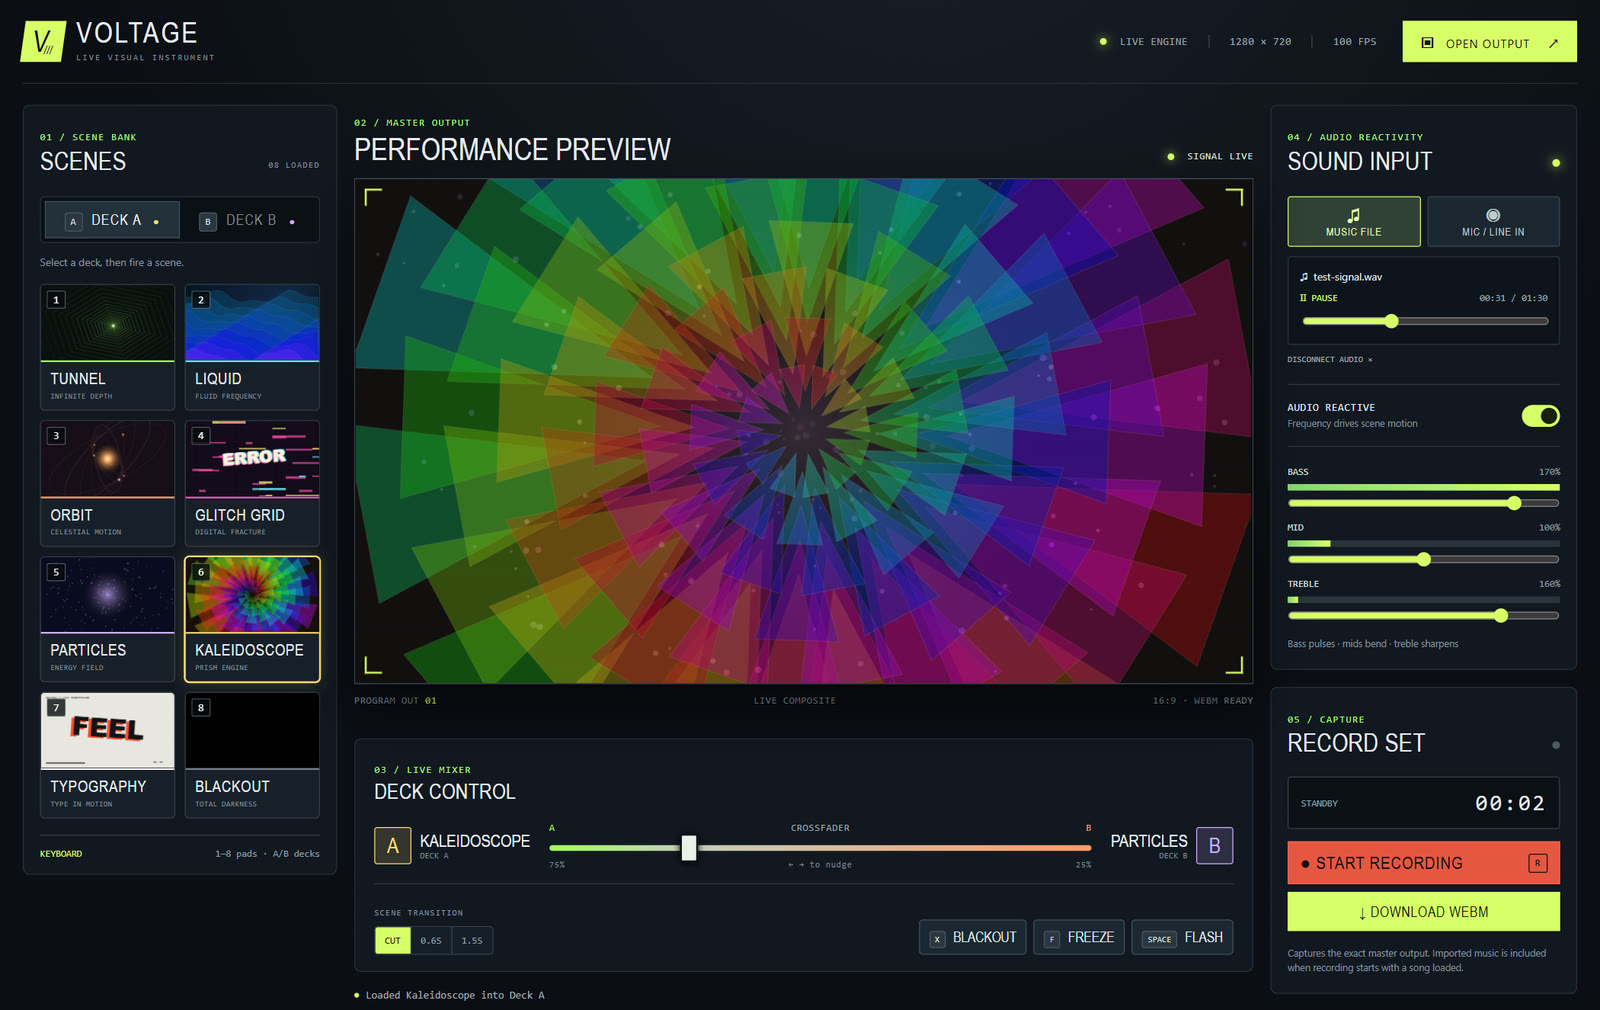 V///
VOLTAGE
LIVE VISUAL INSTRUMENT
LIVE ENGINE
1280 × 720
100 FPS
OPEN OUTPUT ↗
01 / SCENE BANK
SCENES
08 LOADED
A DECK A
B DECK B
Select a deck, then fire a scene.
1
TUNNEL
INFINITE DEPTH
2
LIQUID
FLUID FREQUENCY
3
ORBIT
CELESTIAL MOTION
4
ERROR
GLITCH GRID
DIGITAL FRACTURE
5
PARTICLES
ENERGY FIELD
6
KALEIDOSCOPE
PRISM ENGINE
7
FEEL
TYPOGRAPHY
TYPE IN MOTION
8
BLACKOUT
TOTAL DARKNESS
KEYBOARD
1–8 pads · A/B decks
02 / MASTER OUTPUT
PERFORMANCE PREVIEW
SIGNAL LIVE
PROGRAM OUT 01
LIVE COMPOSITE
16:9 · WEBM READY
03 / LIVE MIXER
DECK CONTROL
A
KALEIDOSCOPE
DECK A
A
CROSSFADER
B
75%
← → to nudge
25%
PARTICLES
DECK B
B
SCENE TRANSITION
CUT
0.6S
1.5S
X BLACKOUT
F FREEZE
SPACE FLASH
Loaded Kaleidoscope into Deck A
04 / AUDIO REACTIVITY
SOUND INPUT
♫
MUSIC FILE
◉
MIC / LINE IN
♫ test-signal.wav
II PAUSE
00:31 / 01:30
DISCONNECT AUDIO ×
AUDIO REACTIVE
Frequency drives scene motion
BASS
170%
MID
100%
TREBLE
160%
Bass pulses · mids bend · treble sharpens
05 / CAPTURE
RECORD SET
STANDBY
00:02
● START RECORDING
R
↓ DOWNLOAD WEBM
Captures the exact master output. Imported music is included
when recording starts with a song loaded.